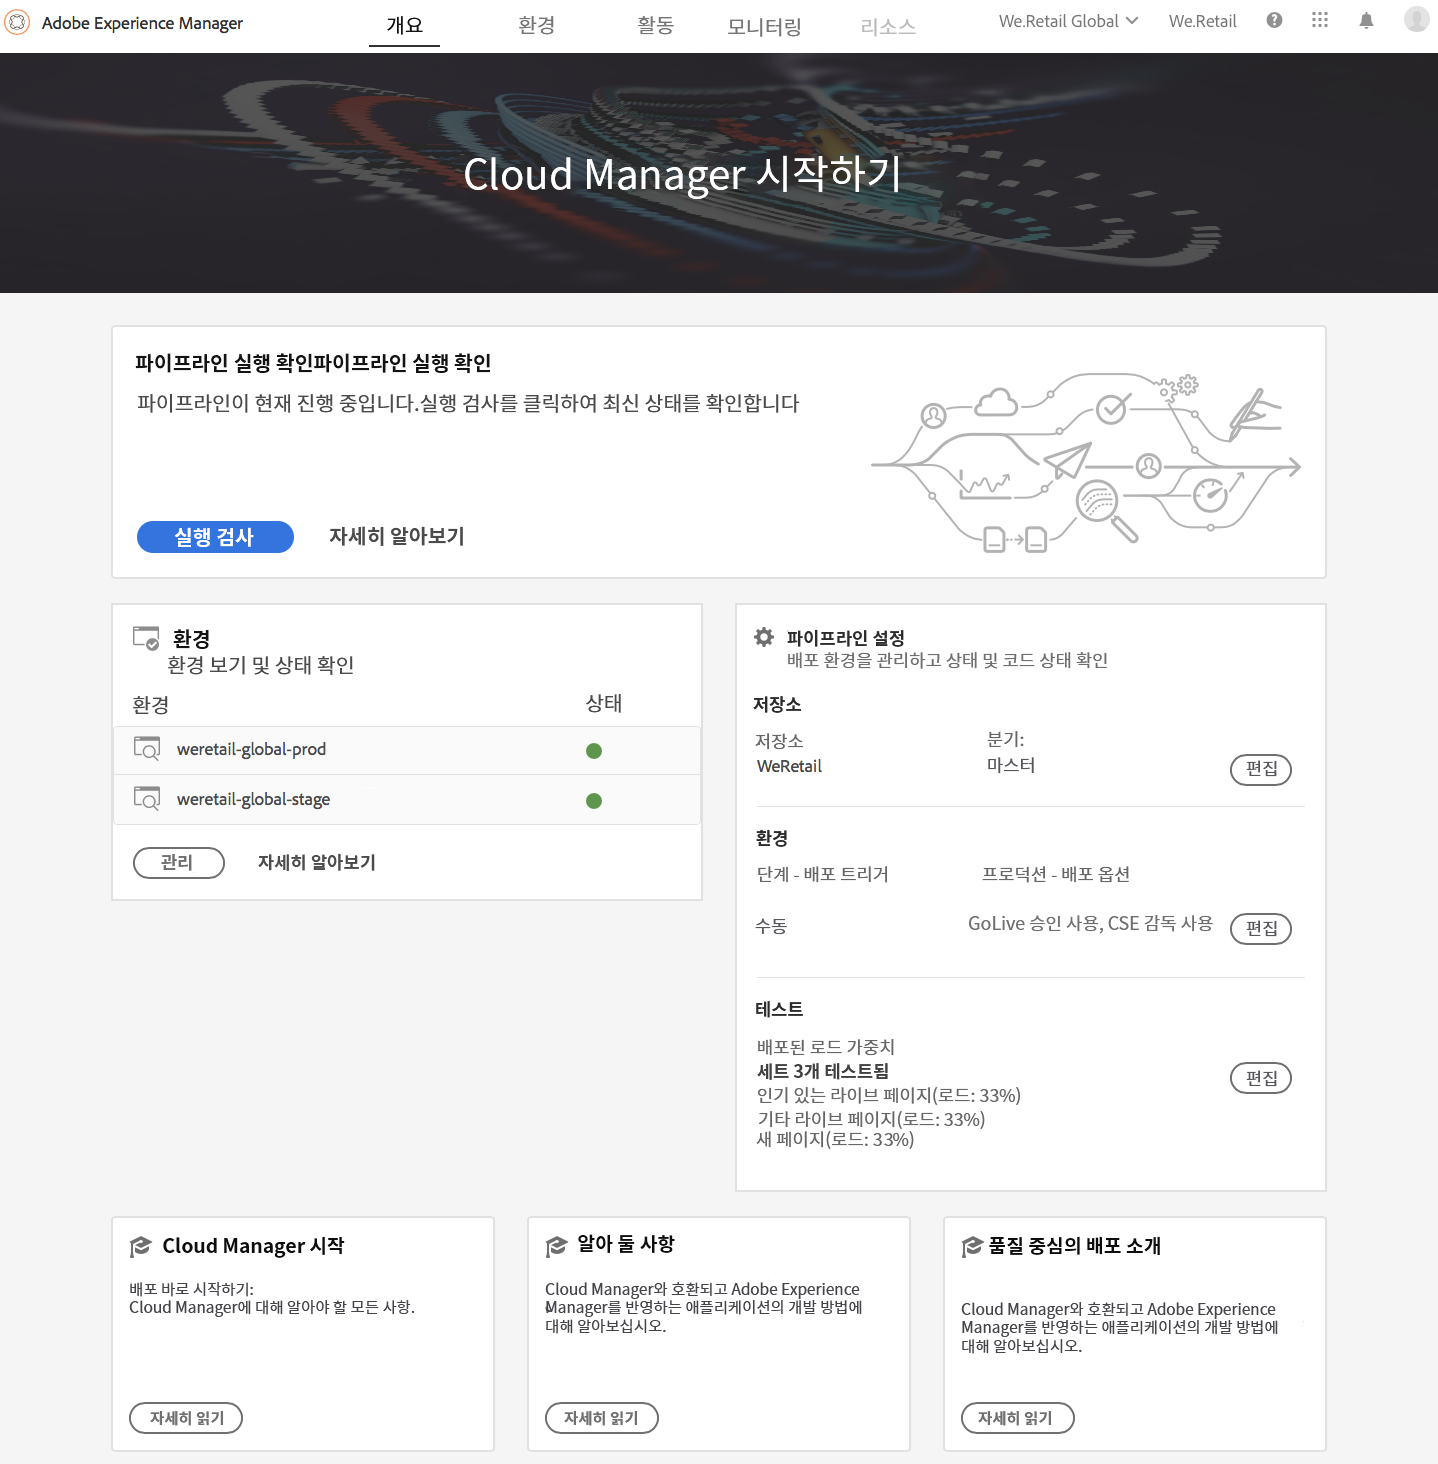 Adobe Experience Manager
개요
환경
활동
모니터링
리소스
We.Retail Global
We.Retail
Cloud Manager 시작하기
파이프라인 실행 확인파이프라인 실행 확인
파이프라인이 현재 진행 중입니다.실행 검사를 클릭하여 최신 상태를 확인합니다
실행 검사
자세히 알아보기
환경
환경 보기 및 상태 확인
환경
상태
weretail-global-prod
weretail-global-stage
관리
자세히 알아보기
파이프라인 설정
배포 환경을 관리하고 상태 및 코드 상태 확인
저장소
저장소
분기:
WeRetail
마스터
편집
환경
단계 - 배포 트리거
프로덕션 - 배포 옵션
수동
GoLive 승인 사용, CSE 감독 사용
편집
테스트
배포된 로드 가중치
세트 3개 테스트됨
인기 있는 라이브 페이지(로드: 33%)
기타 라이브 페이지(로드: 33%)
새 페이지(로드: 33%)
편집
Cloud Manager 시작
배포 바로 시작하기:
Cloud Manager에 대해 알아야 할 모든 사항.
자세히 읽기
알아 둘 사항
Cloud Manager와 호환되고 Adobe Experience
Manager를 반영하는 애플리케이션의 개발 방법에
대해 알아보십시오.
자세히 읽기
품질 중심의 배포 소개
Cloud Manager와 호환되고 Adobe Experience
Manager를 반영하는 애플리케이션의 개발 방법에
대해 알아보십시오.
자세히 읽기